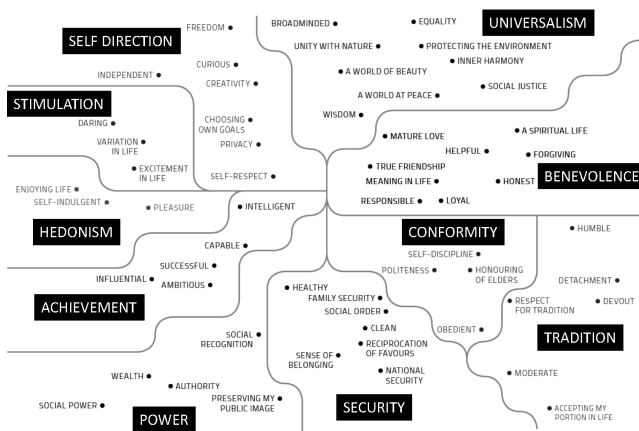 SELF DIRECTION
FREEDOM
CURIOUS
INDEPENDENT
CREATIVITY
CHOOSING
OWN GOALS
PRIVACY
SELF-RESPECT
STIMULATION
DARING
VARIATION
IN LIFE
EXCITEMENT
IN LIFE
HEDONISM
ENJOYING LIFE
SELF-INDULGENT
PLEASURE
ACHIEVEMENT
INTELLIGENT
CAPABLE
SUCCESSFUL
INFLUENTIAL
AMBITIOUS
POWER
SOCIAL
RECOGNITION
WEALTH
AUTHORITY
SOCIAL POWER
PRESERVING MY
PUBLIC IMAGE
UNIVERSALISM
BROADMINDED
EQUALITY
UNITY WITH NATURE
PROTECTING THE ENVIRONMENT
INNER HARMONY
A WORLD OF BEAUTY
SOCIAL JUSTICE
A WORLD AT PEACE
WISDOM
BENEVOLENCE
MATURE LOVE
A SPIRITUAL LIFE
HELPFUL
FORGIVING
TRUE FRIENDSHIP
MEANING IN LIFE
HONEST
RESPONSIBLE
LOYAL
CONFORMITY
SELF-DISCIPLINE
POLITENESS
HONOURING
OF ELDERS
OBEDIENT
TRADITION
HUMBLE
DETACHMENT
RESPECT
FOR TRADITION
DEVOUT
MODERATE
ACCEPTING MY
PORTION IN LIFE
SECURITY
HEALTHY
FAMILY SECURITY
SOCIAL ORDER
CLEAN
RECIPROCATION
OF FAVOURS
SENSE OF
BELONGING
NATIONAL
SECURITY